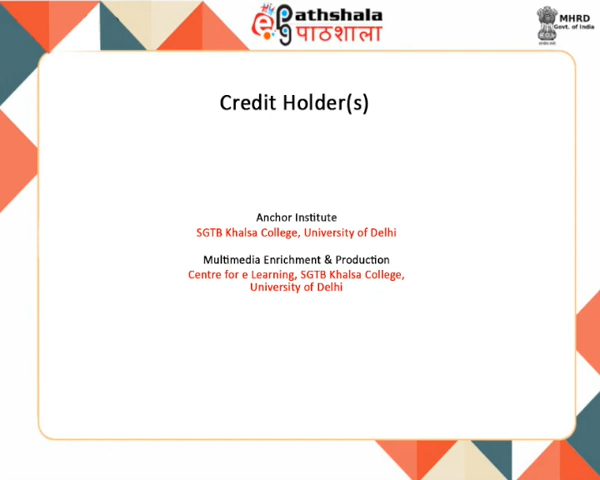 ePG Pathshala
पाठशाला
MHRD
Govt. of India
Credit Holder(s)
Anchor Institute
SGTB Khalsa College, University of Delhi
Multimedia Enrichment & Production
Centre for e Learning, SGTB Khalsa College,
University of Delhi